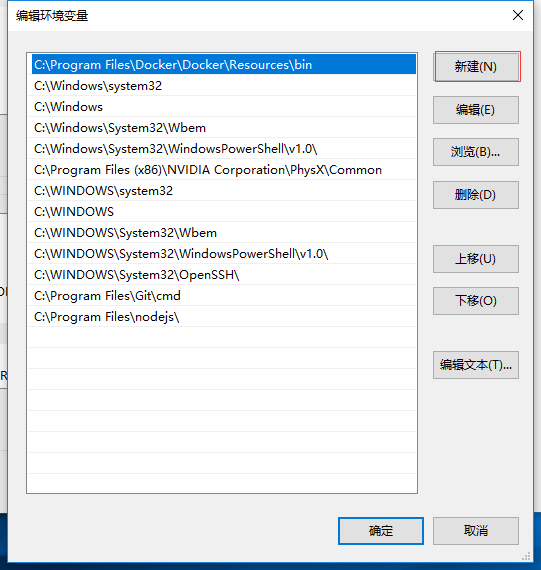 编辑环境变量
C:\Program Files\Docker\Docker\Resources\bin
C:\Windows\system32
C:\Windows
C:\Windows\System32\Wbem
C:\Windows\System32\WindowsPowerShell\v1.0\
C:\Program Files (x86)\NVIDIA Corporation\PhysX\Common
C:\WINDOWS\system32
C:\WINDOWS
C:\WINDOWS\System32\Wbem
C:\WINDOWS\System32\WindowsPowerShell\v1.0\
C:\WINDOWS\System32\OpenSSH\
C:\Program Files\Git\cmd
C:\Program Files\nodejs\
新建(N)
编辑(E)
浏览(B)...
删除(D)
上移(U)
下移(O)
编辑文本(T)...
确定
取消